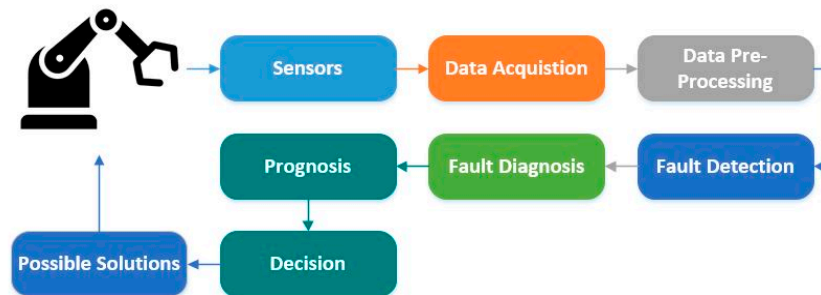 Sensors
Data Acquistion
Data Pre-
Processing
Prognosis
Fault Diagnosis
Fault Detection
Possible Solutions
Decision